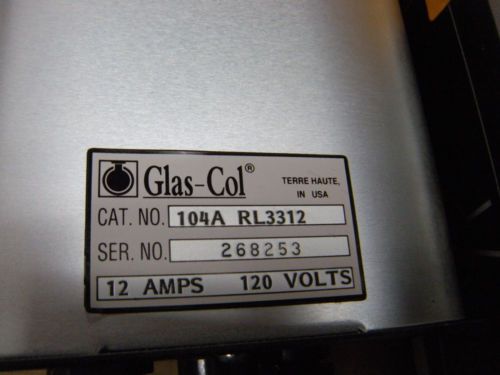 Glas-Col® TERRE HAUTE,
IN USA
CAT. NO. 104A RL3312
SER. NO. 268253
12 AMPS 120 VOLTS